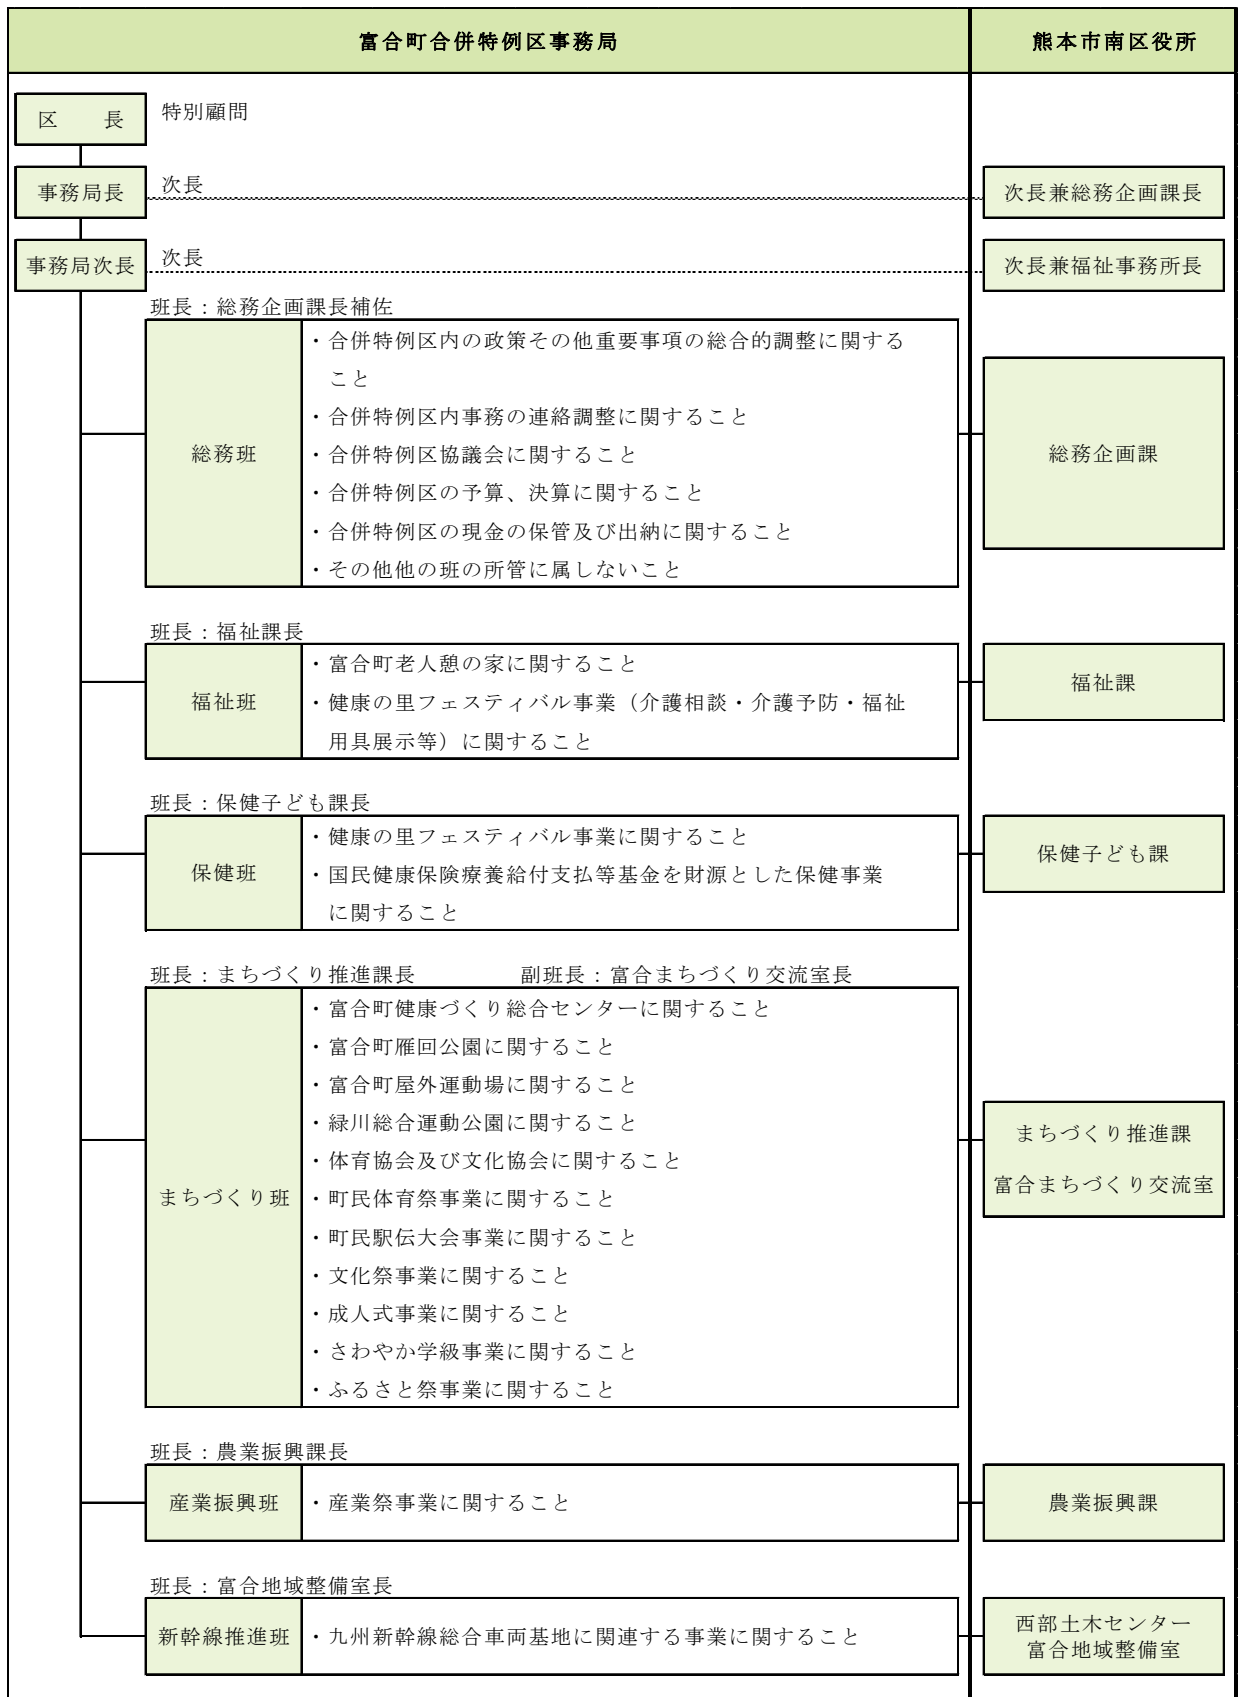 富合町合併特例区事務局
熊本市南区役所
区　　長
特別顧問
事務局長
次長
次長兼総務企画課長
事務局次長
次長
次長兼福祉事務所長
班長：総務企画課長補佐
総務班
・合併特例区内の政策その他重要事項の総合的調整に関する
こと
・合併特例区内事務の連絡調整に関すること
・合併特例区協議会に関すること
・合併特例区の予算、決算に関すること
・合併特例区の現金の保管及び出納に関すること
・その他他の班の所管に属しないこと
総務企画課
班長：福祉課長
福祉班
・富合町老人憩の家に関すること
・健康の里フェスティバル事業（介護相談・介護予防・福祉
用具展示等）に関すること
福祉課
班長：保健子ども課長
保健班
・健康の里フェスティバル事業に関すること
・国民健康保険療養給付支払等基金を財源とした保健事業
に関すること
保健子ども課
班長：まちづくり推進課長　　　　副班長：富合まちづくり交流室長
まちづくり班
・富合町健康づくり総合センターに関すること
・富合町雁回公園に関すること
・富合町屋外運動場に関すること
・緑川総合運動公園に関すること
・体育協会及び文化協会に関すること
・町民体育祭事業に関すること
・町民駅伝大会事業に関すること
・文化祭事業に関すること
・成人式事業に関すること
・さわやか学級事業に関すること
・ふるさと祭事業に関すること
まちづくり推進課
富合まちづくり交流室
班長：農業振興課長
産業振興班
・産業祭事業に関すること
農業振興課
班長：富合地域整備室長
新幹線推進班
・九州新幹線総合車両基地に関連する事業に関すること
西部土木センター
富合地域整備室